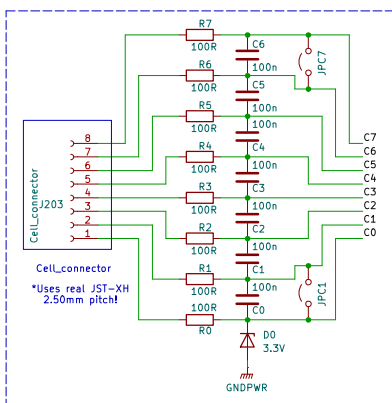 R7
100R
C6
100n
JPC7
R6
100R
C5
100n
R5
100R
100n
C7
C6
C5
C4
C3
C2
C1
C0
8
7
6
5
4
3
2
1
J203
Cell_connector
R4
100R
C4
100n
R3
100R
C3
100n
R2
100R
C2
100n
R1
100R
C1
100n
JPC1
C0
R0
100R
Cell_connector
*Uses real JST-XH
2.50mm pitch!
D0
3.3V
GNDPWR